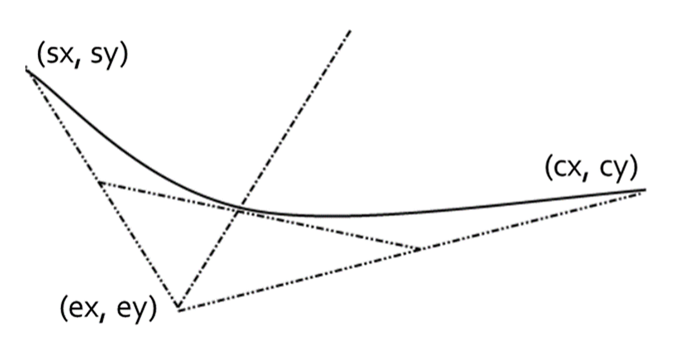 (sx, sy)
(cx, cy)
(ex, ey)